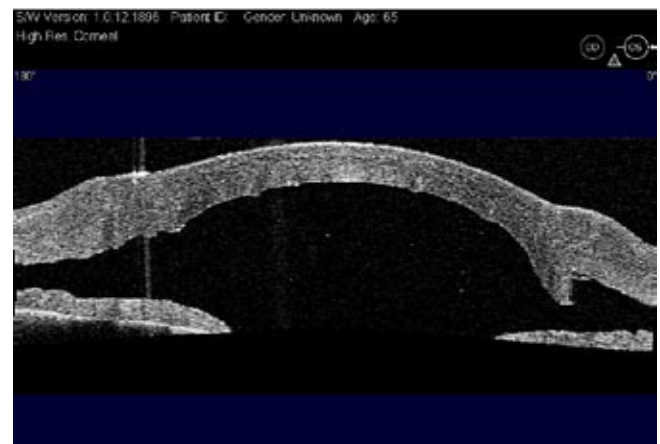 S/W Version: 1.0.12.1896 Patient ID: Gender: Unknown Age: 65
High Res. Corneal
OD OS
180° 0°